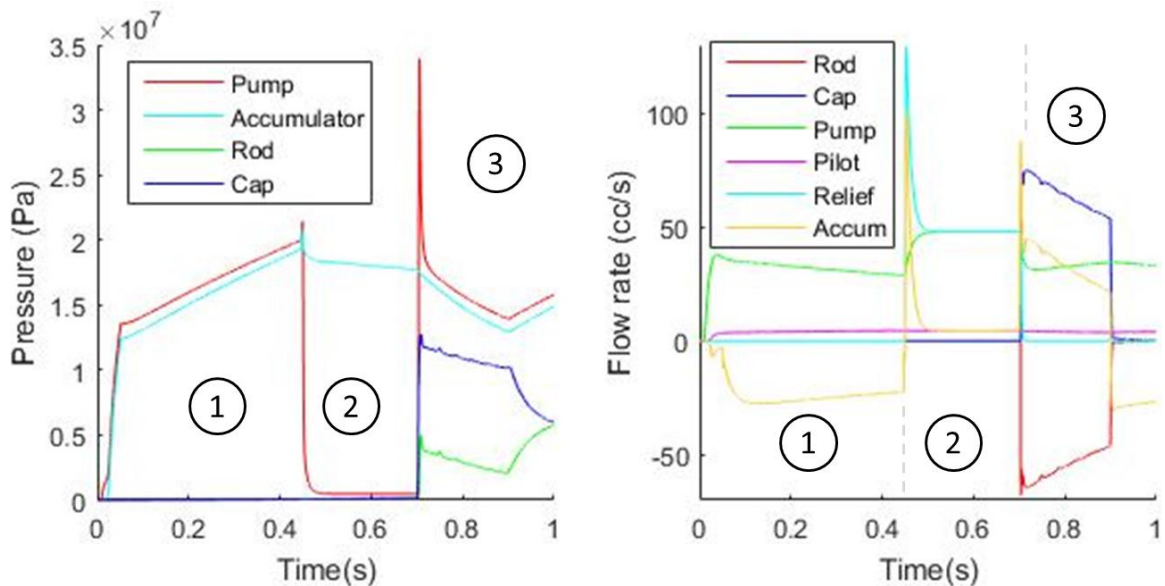 × 10⁷
3.5
3
2.5
2
1.5
1
0.5
0
Pressure (Pa)
Pump
Accumulator
Rod
Cap
1
2
3
0 0.2 0.4 0.6 0.8 1
Time(s)
100
50
0
-50
Flow rate (cc/s)
Rod
Cap
Pump
Pilot
Relief
Accum
1
2
3
0 0.2 0.4 0.6 0.8 1
Time(s)